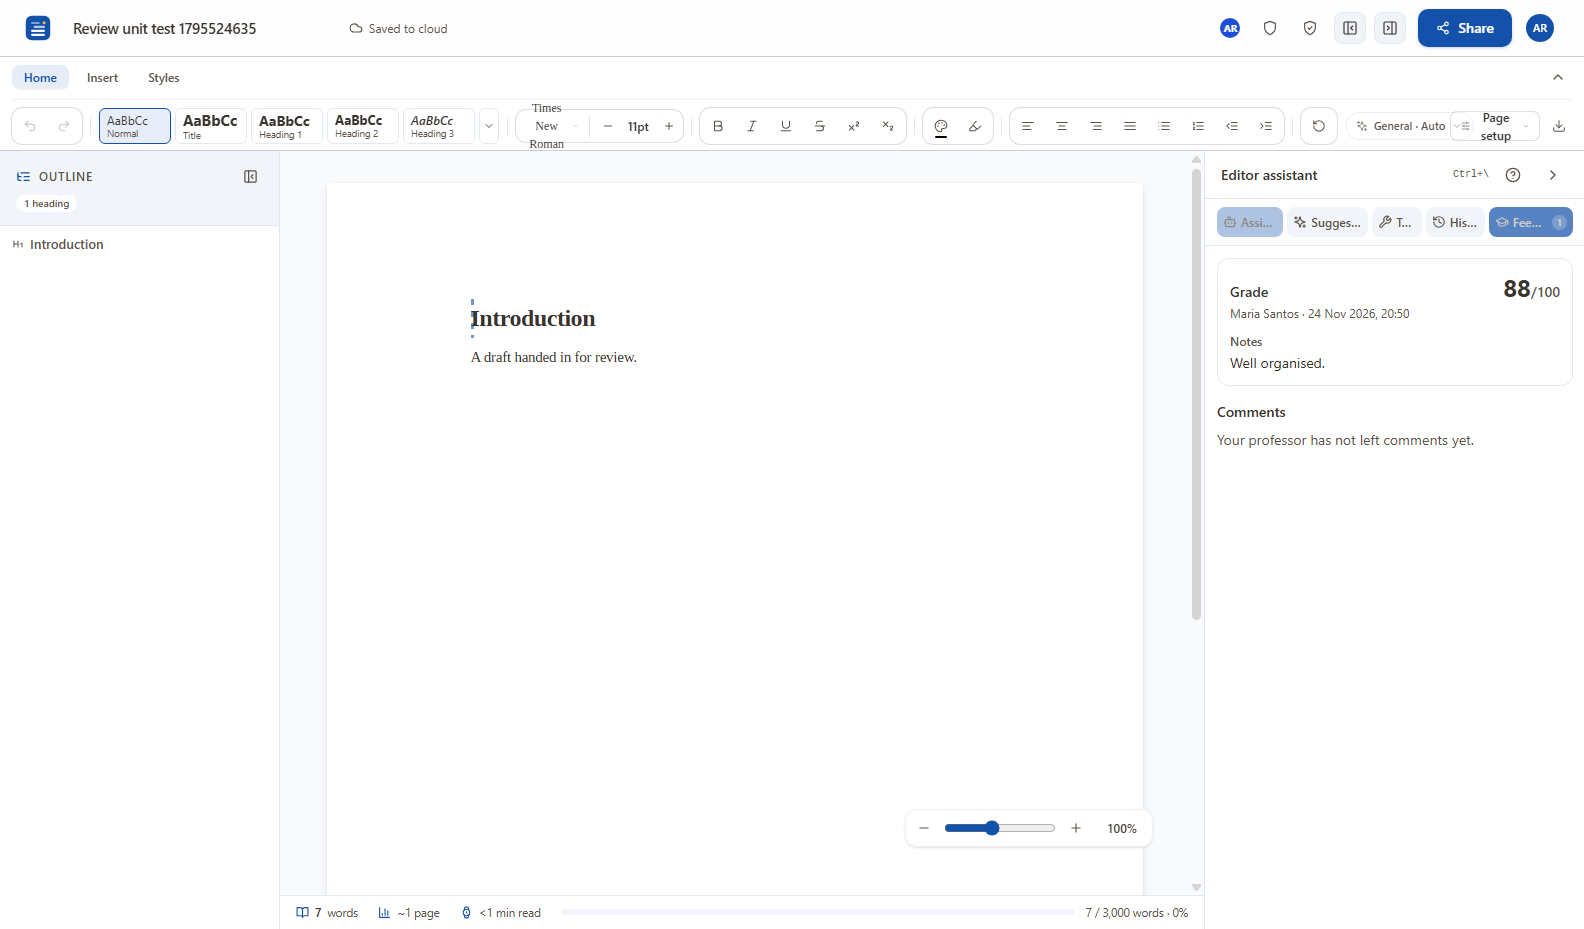 Review unit test 1795524635
Saved to cloud
AR
Share
AR
Home
Insert
Styles
AaBbCc
Normal
AaBbCc
Title
AaBbCc
Heading 1
AaBbCc
Heading 2
AaBbCc
Heading 3
Times New Roman
11pt
General · Auto
Page setup
OUTLINE
1 heading
H1 Introduction
Introduction
A draft handed in for review.
Editor assistant
Ctrl+\
Assi...
Sugges...
T...
His...
Fee... 1
Grade
88/100
Maria Santos · 24 Nov 2026, 20:50
Notes
Well organised.
Comments
Your professor has not left comments yet.
100%
7 words
~1 page
<1 min read
7 / 3,000 words · 0%